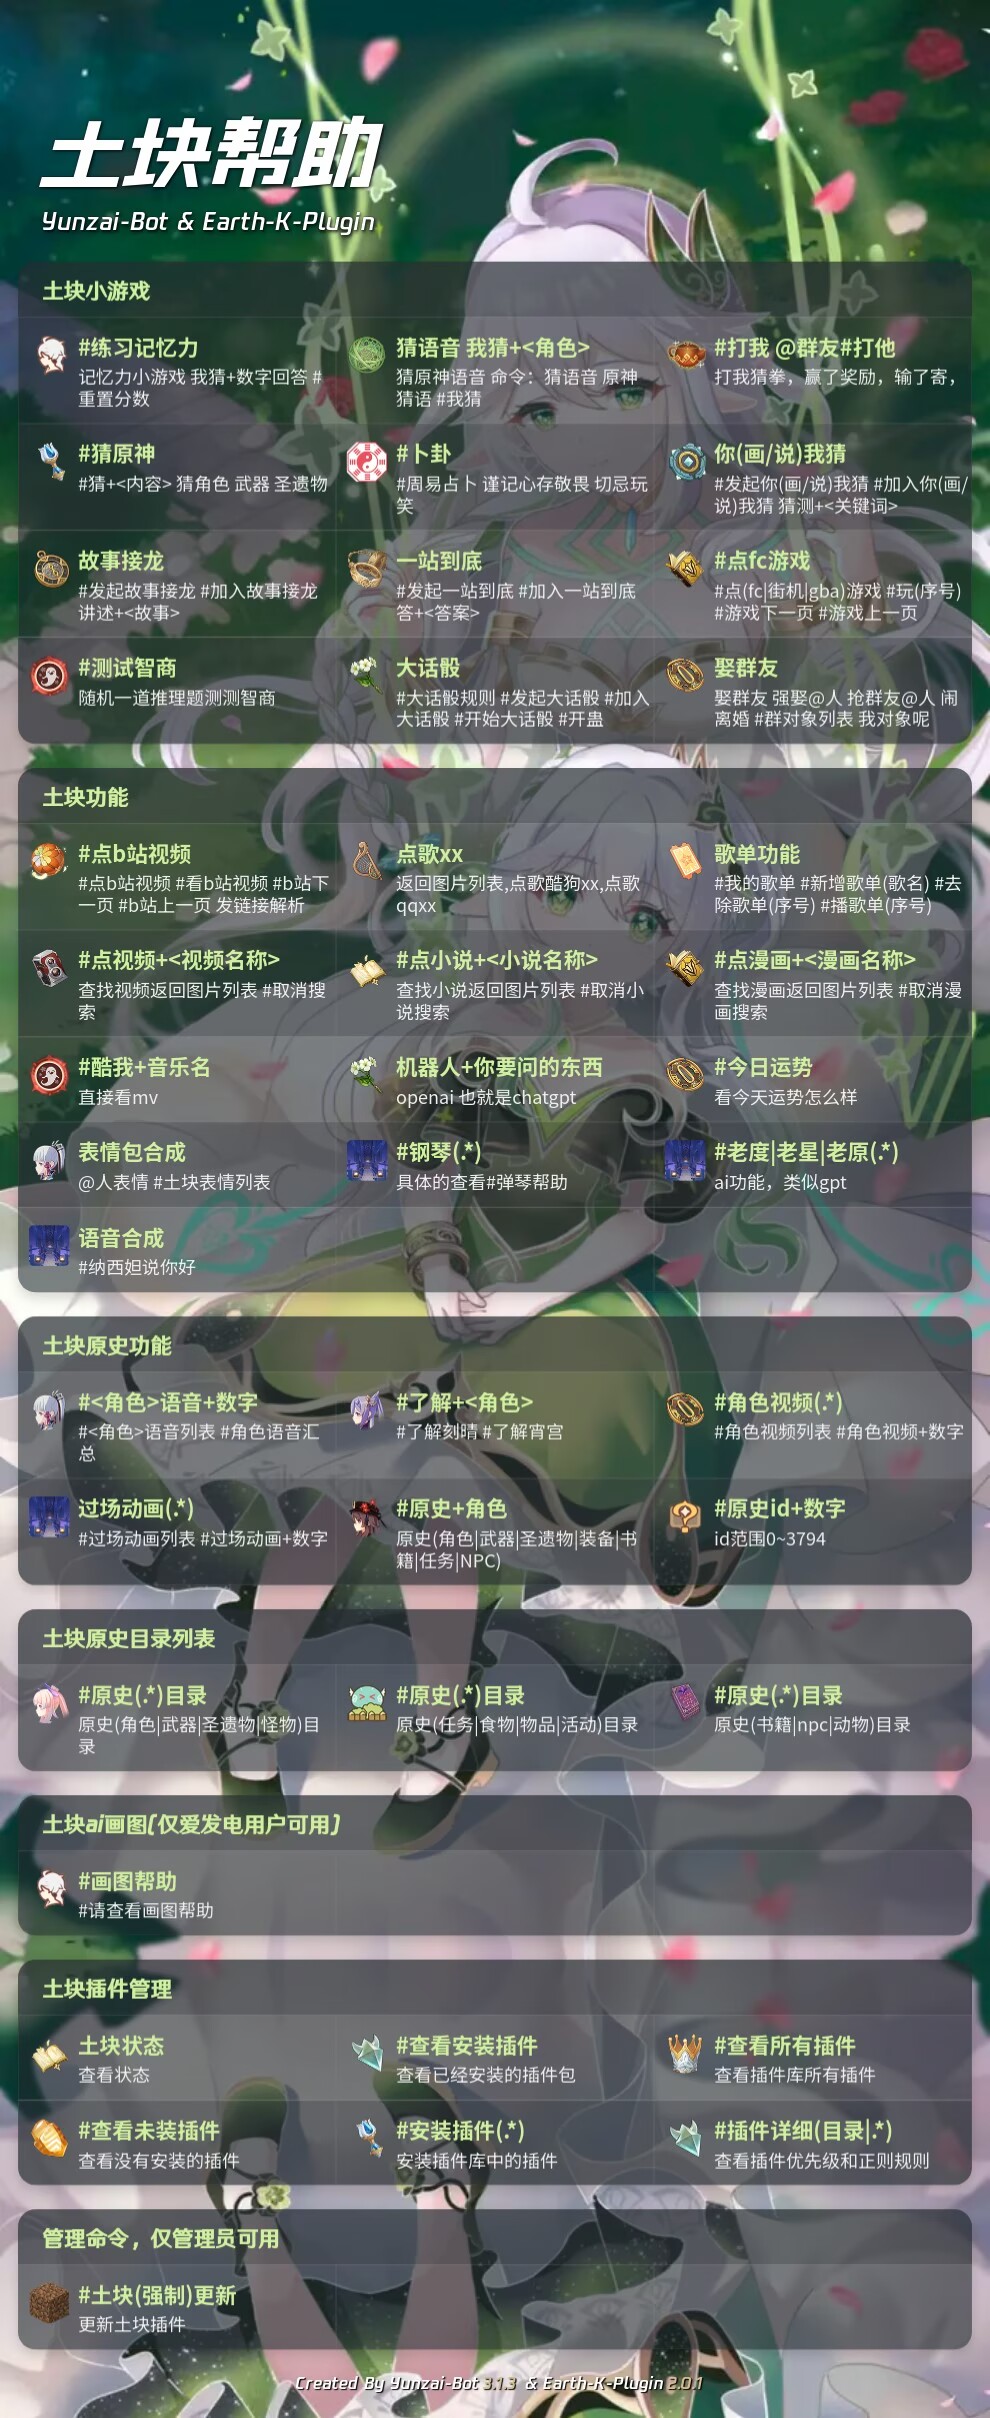 土块帮助
Yunzai-Bot & Earth-K-Plugin
土块小游戏
#练习记忆力
记忆力小游戏 我猜+数字回答 #
重置分数
猜语音 我猜+<角色>
猜原神语音 命令：猜语音 原神
猜语 #我猜
#打我 @群友#打他
打我猜拳，赢了奖励，输了寄，
#猜原神
#猜+<内容> 猜角色 武器 圣遗物
#卜卦
#周易占卜 谨记心存敬畏 切忌玩
笑
你(画/说)我猜
#发起你(画/说)我猜 #加入你(画/
说)我猜 猜测+<关键词>
故事接龙
#发起故事接龙 #加入故事接龙
讲述+<故事>
一站到底
#发起一站到底 #加入一站到底
答+<答案>
#点fc游戏
#点(fc|街机|gba)游戏 #玩(序号)
#游戏下一页 #游戏上一页
#测试智商
随机一道推理题测测智商
大话骰
#大话骰规则 #发起大话骰 #加入
大话骰 #开始大话骰 #开蛊
娶群友
娶群友 强娶@人 抢群友@人 闹
离婚 #群对象列表 我对象呢
土块功能
#点b站视频
#点b站视频 #看b站视频 #b站下
一页 #b站上一页 发链接解析
点歌xx
返回图片列表,点歌酷狗xx,点歌
qqxx
歌单功能
#我的歌单 #新增歌单(歌名) #去
除歌单(序号) #播歌单(序号)
#点视频+<视频名称>
查找视频返回图片列表 #取消搜
索
#点小说+<小说名称>
查找小说返回图片列表 #取消小
说搜索
#点漫画+<漫画名称>
查找漫画返回图片列表 #取消漫
画搜索
#酷我+音乐名
直接看mv
机器人+你要问的东西
openai 也就是chatgpt
#今日运势
看今天运势怎么样
表情包合成
@人表情 #土块表情列表
#钢琴(.*)
具体的查看#弹琴帮助
#老度|老星|老原(.*)
ai功能，类似gpt
语音合成
#纳西妲说你好
土块原史功能
#<角色>语音+数字
#<角色>语音列表 #角色语音汇
总
#了解+<角色>
#了解刻晴 #了解宵宫
#角色视频(.*)
#角色视频列表 #角色视频+数字
过场动画(.*)
#过场动画列表 #过场动画+数字
#原史+角色
原史(角色|武器|圣遗物|装备|书
籍|任务|NPC)
#原史id+数字
id范围0~3794
土块原史目录列表
#原史(.*)目录
原史(角色|武器|圣遗物|怪物)目
录
#原史(.*)目录
原史(任务|食物|物品|活动)目录
#原史(.*)目录
原史(书籍|npc|动物)目录
土块ai画图(仅爱发电用户可用)
#画图帮助
#请查看画图帮助
土块插件管理
土块状态
查看状态
#查看安装插件
查看已经安装的插件包
#查看所有插件
查看插件库所有插件
#查看未装插件
查看没有安装的插件
#安装插件(.*)
安装插件库中的插件
#插件详细(目录|.*)
查看插件优先级和正则规则
管理命令，仅管理员可用
#土块(强制)更新
更新土块插件
Created By Yunzai-Bot 3.1.3 & Earth-K-Plugin 2.0.1